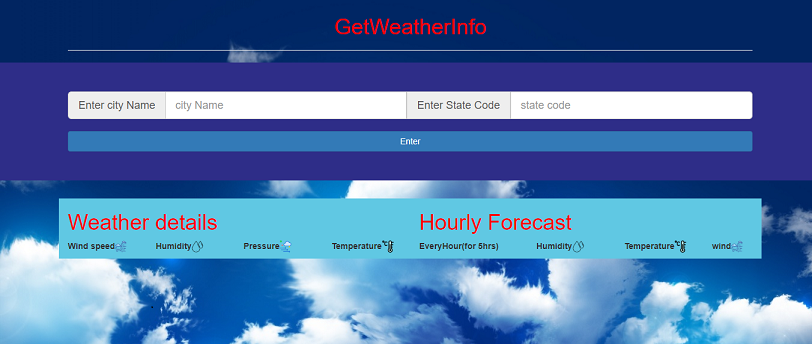 GetWeatherInfo
Enter city Name city Name Enter State Code state code
Enter
Weather details Hourly Forecast
Wind speed Humidity Pressure Temperature EveryHour(for 5hrs) Humidity Temperature wind